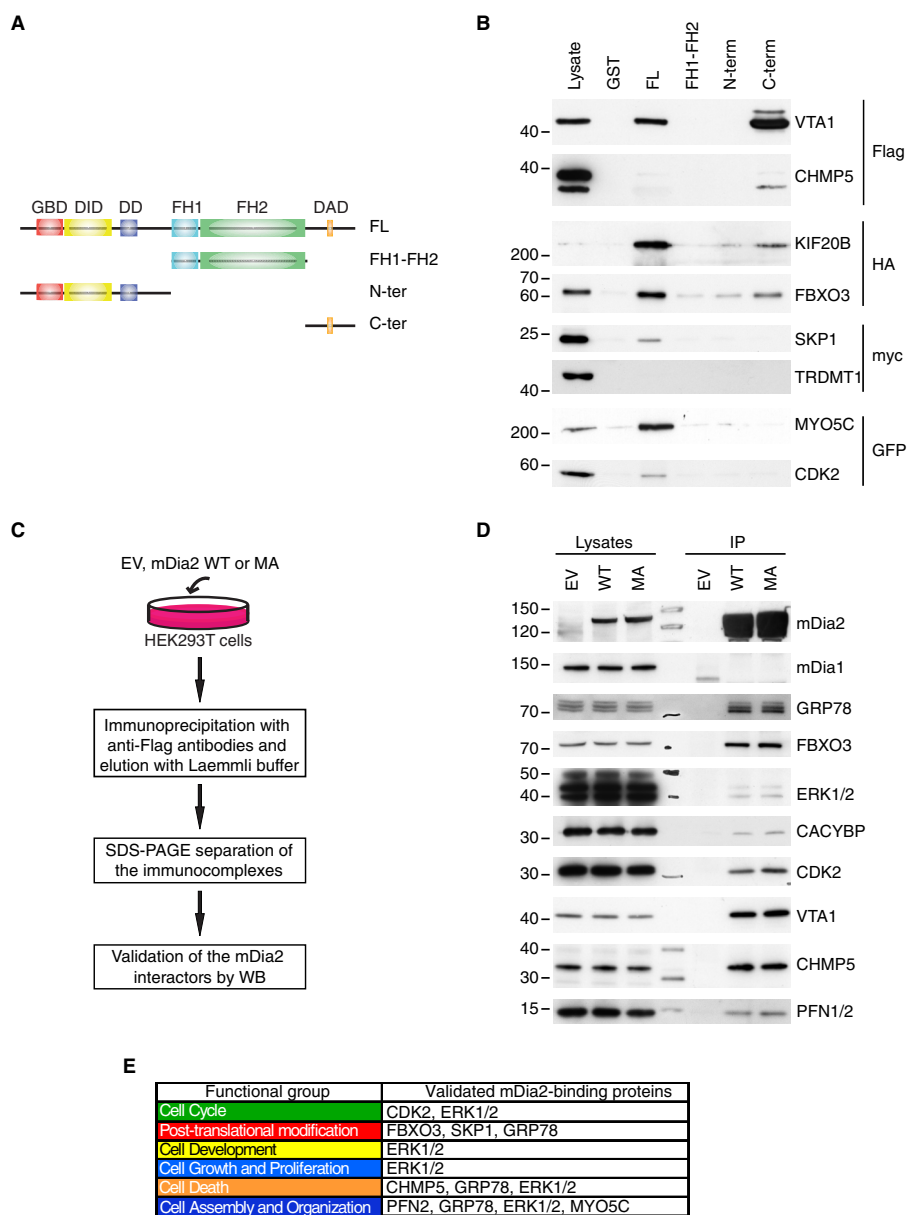 A
GBD DID DD FH1 FH2 DAD
FL
FH1-FH2
N-ter
C-ter
B
Lysate GST FL FH1-FH2 N-term C-term
40 VTA1
40 CHMP5
Flag
200 KIF20B
70
60 FBXO3
HA
25 SKP1
40 TRDMT1
myc
200 MYO5C
60 CDK2
GFP
C
EV, mDia2 WT or MA
HEK293T cells
Immunoprecipitation with
anti-Flag antibodies and
elution with Laemmli buffer
SDS-PAGE separation of
the immunocomplexes
Validation of the mDia2
interactors by WB
D
Lysates IP
EV WT MA EV WT MA
150
120 mDia2
150 mDia1
70 GRP78
70 FBXO3
50
40 ERK1/2
30 CACYBP
30 CDK2
40 VTA1
40
30 CHMP5
15 PFN1/2
E
Functional group Validated mDia2-binding proteins
Cell Cycle CDK2, ERK1/2
Post-translational modification FBXO3, SKP1, GRP78
Cell Development ERK1/2
Cell Growth and Proliferation ERK1/2
Cell Death CHMP5, GRP78, ERK1/2
Cell Assembly and Organization PFN2, GRP78, ERK1/2, MYO5C